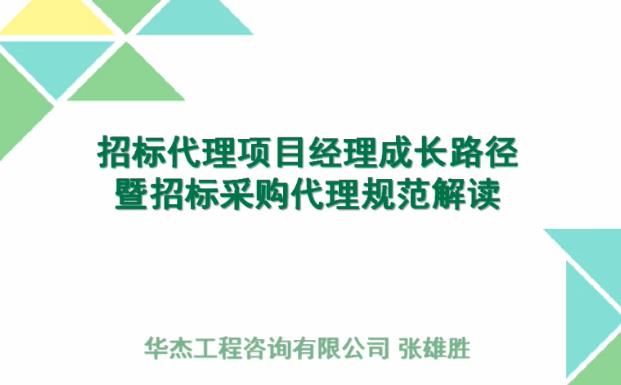 招标代理项目经理成长路径
暨招标采购代理规范解读
华杰工程咨询有限公司 张雄胜